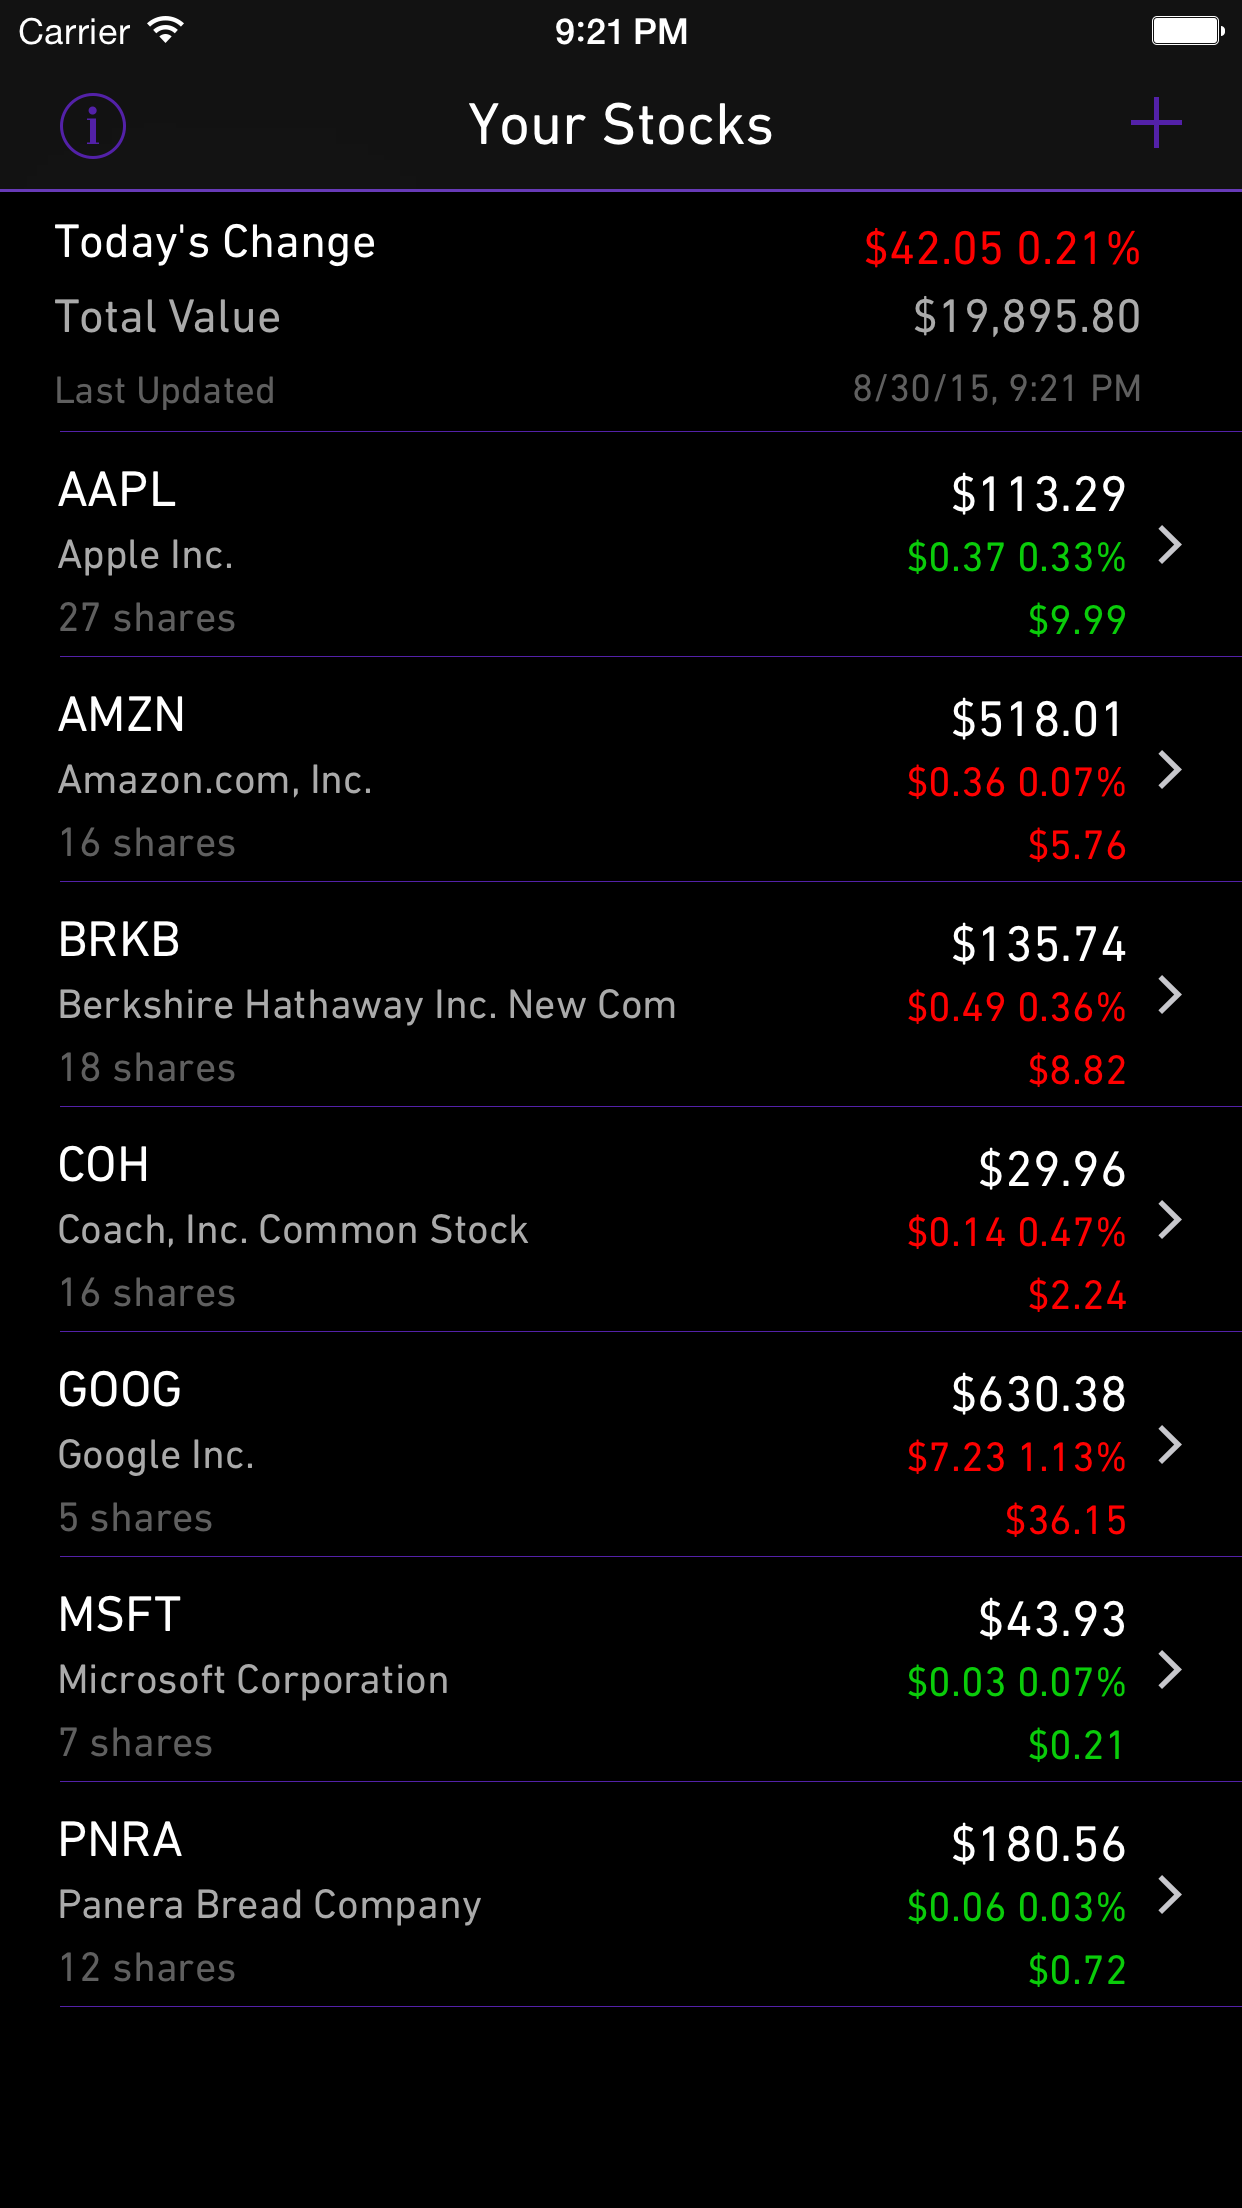 Carrier 9:21 PM
i Your Stocks +
Today's Change $42.05 0.21%
Total Value $19,895.80
Last Updated 8/30/15, 9:21 PM
AAPL $113.29
Apple Inc. $0.37 0.33%
27 shares $9.99
AMZN $518.01
Amazon.com, Inc. $0.36 0.07%
16 shares $5.76
BRKB $135.74
Berkshire Hathaway Inc. New Com $0.49 0.36%
18 shares $8.82
COH $29.96
Coach, Inc. Common Stock $0.14 0.47%
16 shares $2.24
GOOG $630.38
Google Inc. $7.23 1.13%
5 shares $36.15
MSFT $43.93
Microsoft Corporation $0.03 0.07%
7 shares $0.21
PNRA $180.56
Panera Bread Company $0.06 0.03%
12 shares $0.72